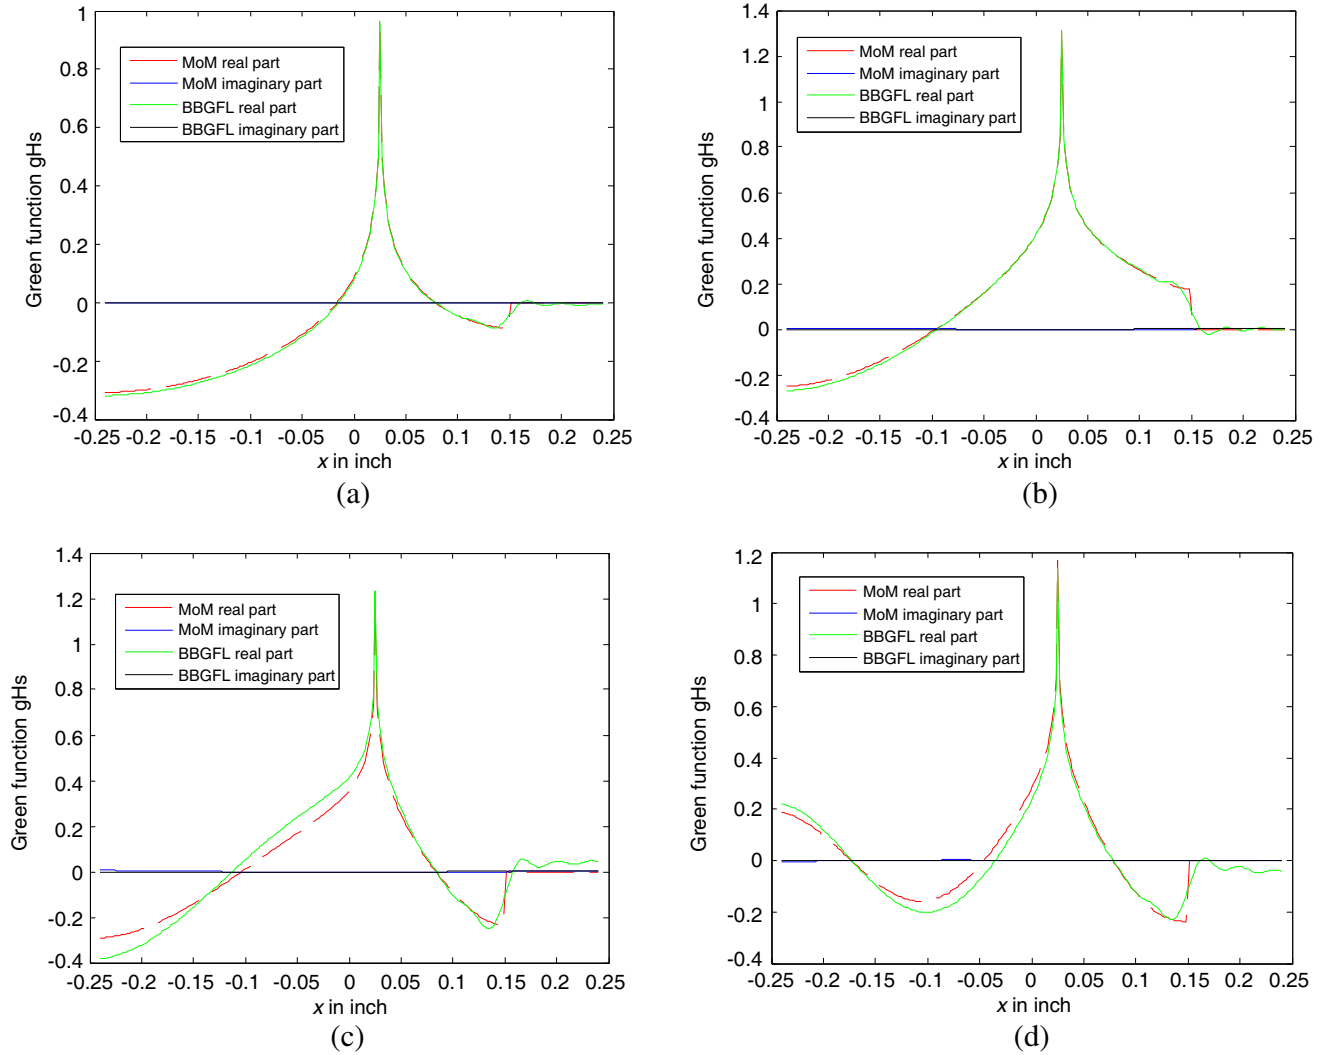 MoM real part
MoM imaginary part
BBGFL real part
BBGFL imaginary part
Green function gHs
1
0.8
0.6
0.4
0.2
0
-0.2
-0.4
-0.25 -0.2 -0.15 -0.1 -0.05 0 0.05 0.1 0.15 0.2 0.25
x in inch
(a)
MoM real part
MoM imaginary part
BBGFL real part
BBGFL imaginary part
Green function gHs
1.4
1.2
1
0.8
0.6
0.4
0.2
0
-0.2
-0.4
-0.25 -0.2 -0.15 -0.1 -0.05 0 0.05 0.1 0.15 0.2 0.25
x in inch
(b)
MoM real part
MoM imaginary part
BBGFL real part
BBGFL imaginary part
Green function gHs
1.4
1.2
1
0.8
0.6
0.4
0.2
0
-0.2
-0.4
-0.25 -0.2 -0.15 -0.1 -0.05 0 0.05 0.1 0.15 0.2 0.25
x in inch
(c)
MoM real part
MoM imaginary part
BBGFL real part
BBGFL imaginary part
Green function gHs
1.2
1
0.8
0.6
0.4
0.2
0
-0.2
-0.4
-0.25 -0.2 -0.15 -0.1 -0.05 0 0.05 0.1 0.15 0.2 0.25
x in inch
(d)